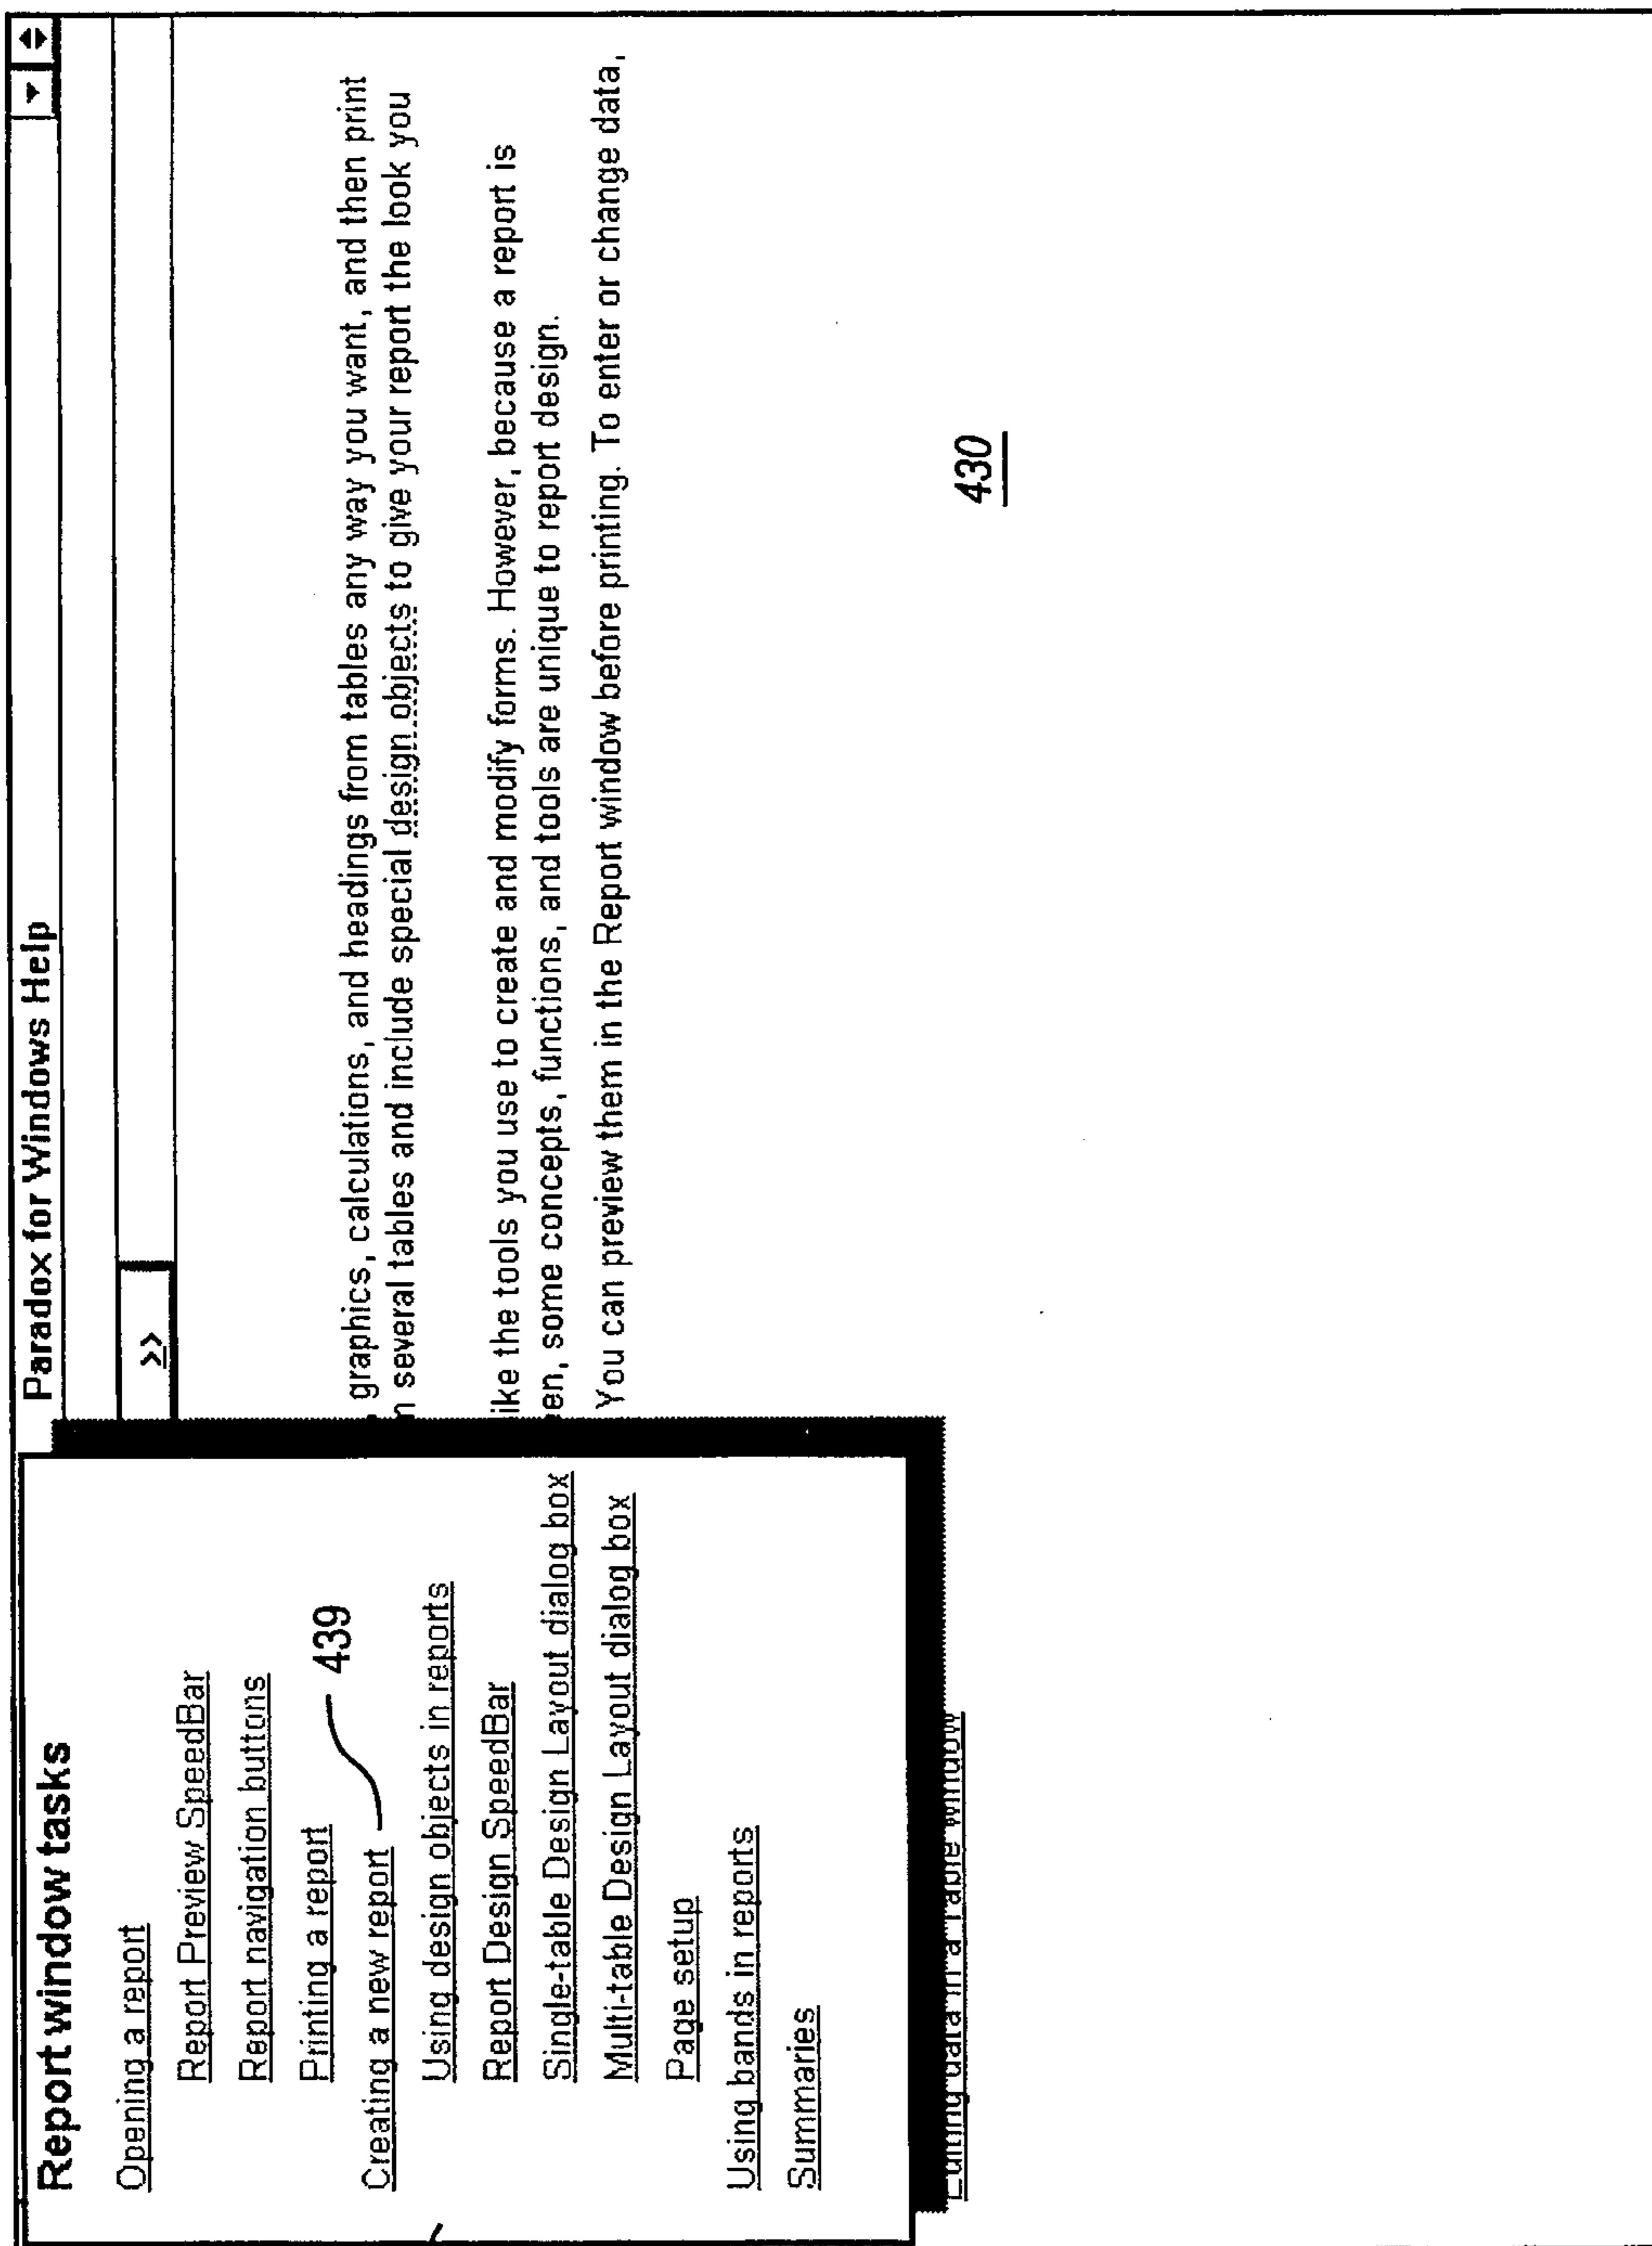 Paradox for Windows Help
>>
Report window tasks
Opening a report
Report Preview SpeedBar
Report navigation buttons
Printing a report
Creating a new report
439
Using design objects in reports
Report Design SpeedBar
Single-table Design Layout dialog box
Multi-table Design Layout dialog box
Page setup
Using bands in reports
Summaries
graphics, calculations, and headings from tables any way you want, and then print
n several tables and include special design objects to give your report the look you
ike the tools you use to create and modify forms. However, because a report is
en, some concepts, functions, and tools are unique to report design.
You can preview them in the Report window before printing. To enter or change data,
Editing data in a Table window
430